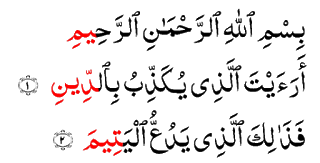 بِسْمِ ٱللَّهِ ٱلرَّحْمَـٰنِ ٱلرَّحِيمِ
أَرَءَيْتَ ٱلَّذِى يُكَذِّبُ بِٱلدِّينِ ١
فَذَٰلِكَ ٱلَّذِى يَدُعُّ ٱلْيَتِيمَ ٢